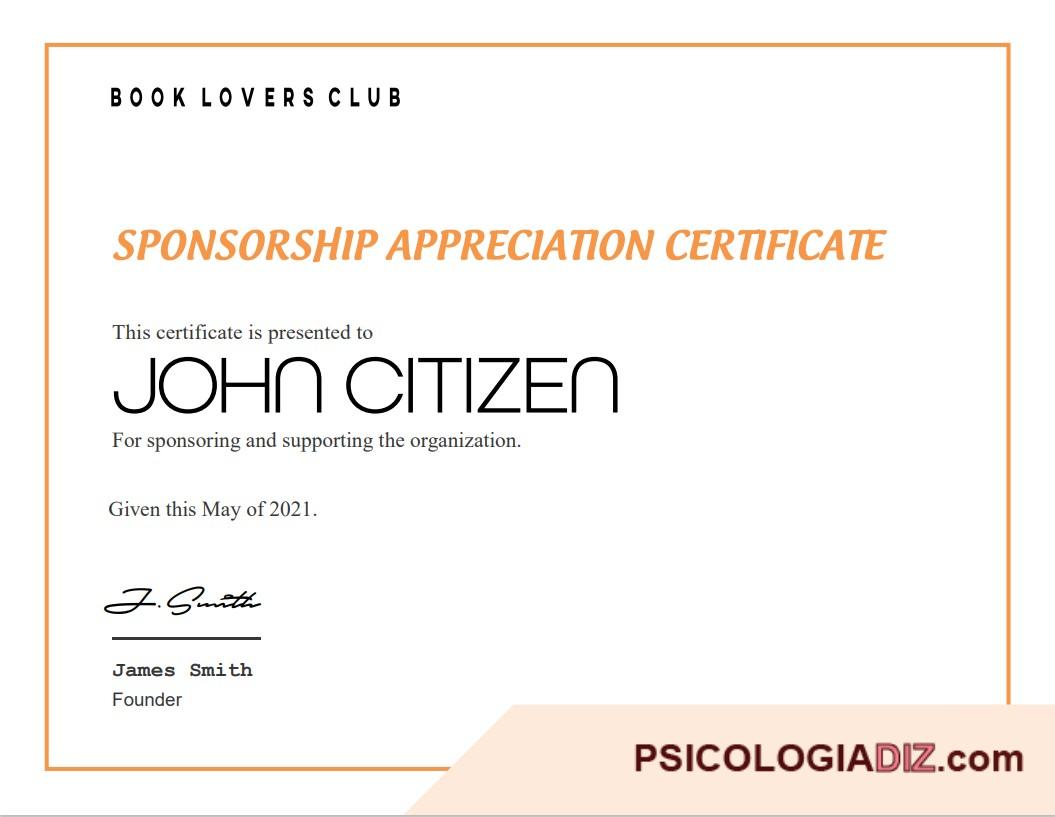 BOOK LOVERS CLUB
SPONSORSHIP APPRECIATION CERTIFICATE
This certificate is presented to
JOHN CITIZEN
For sponsoring and supporting the organization.
Given this May of 2021.
J. Smith
James Smith
Founder
PSICOLOGIADIZ.com